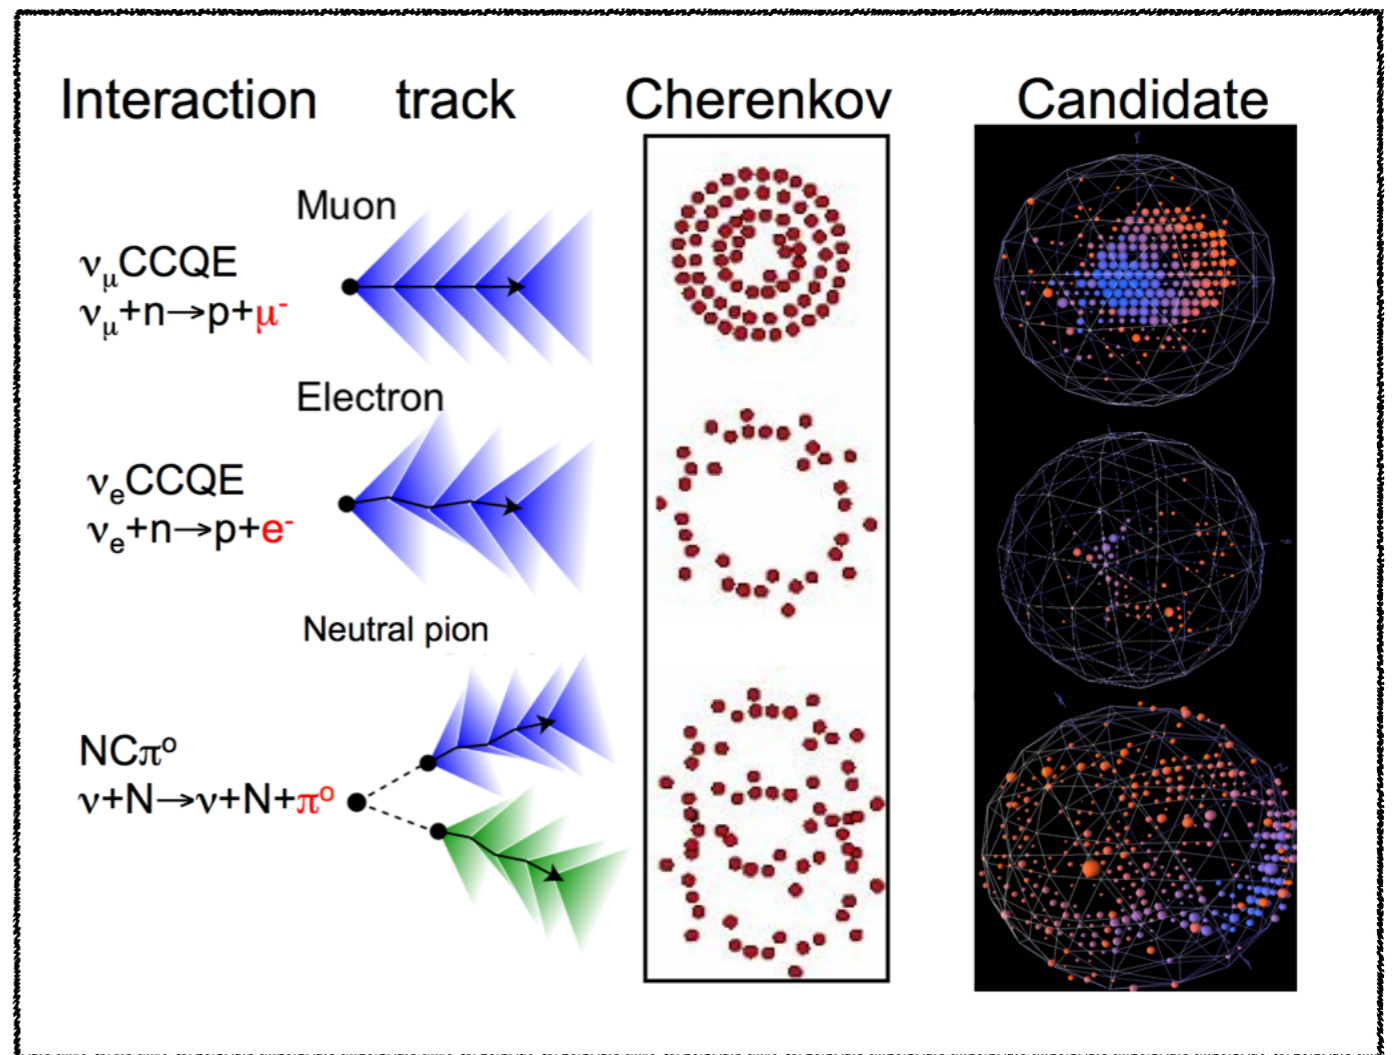 Interaction track Cherenkov Candidate
Muon
νμCCQE
νμ+n→p+μ-
Electron
νeCCQE
νe+n→p+e-
Neutral pion
NCπo
ν+N→ν+N+πo